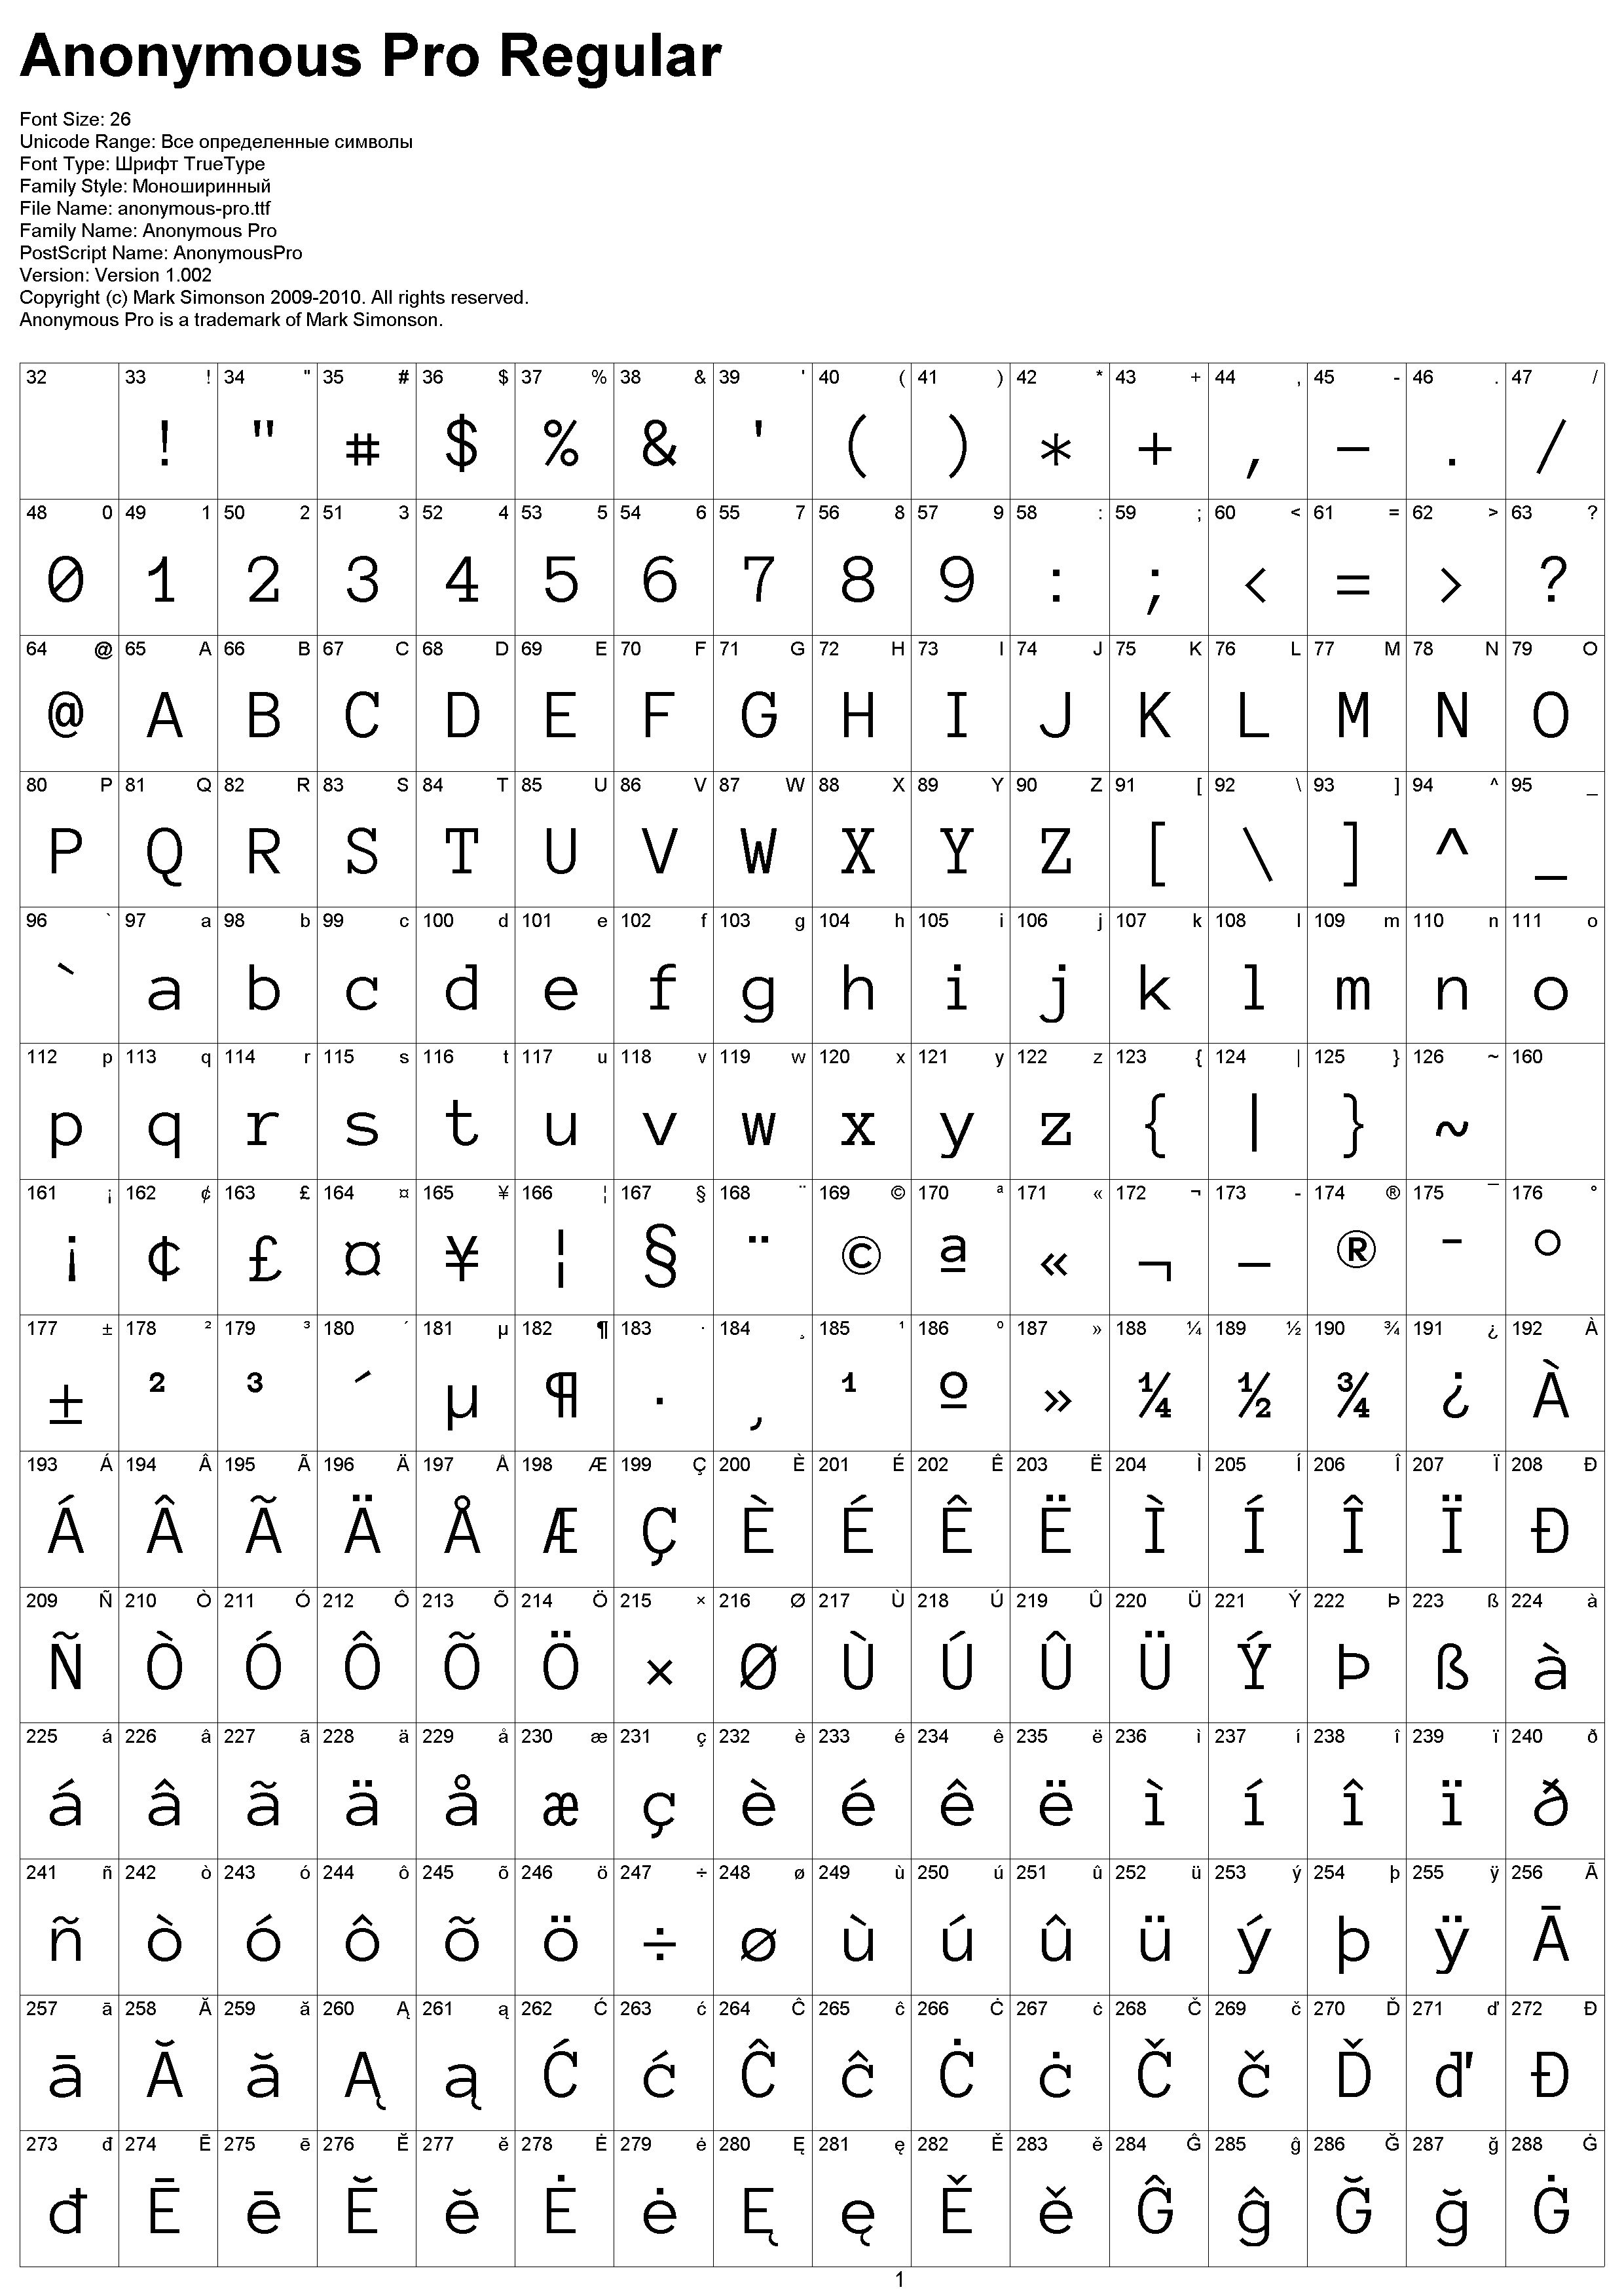 Anonymous Pro Regular
Font Size: 26
Unicode Range: Все определенные символы
Font Type: Шрифт TrueType
Family Style: Моноширинный
File Name: anonymous-pro.ttf
Family Name: Anonymous Pro
PostScript Name: AnonymousPro
Version: Version 1.002
Copyright (c) Mark Simonson 2009-2010. All rights reserved.
Anonymous Pro is a trademark of Mark Simonson.
32 33 ! 34 " 35 # 36 $ 37 % 38 & 39 ' 40 ( 41 ) 42 * 43 + 44 , 45 - 46 . 47 /
! " # $ % & ' ( ) * + , - . /
48 0 49 1 50 2 51 3 52 4 53 5 54 6 55 7 56 8 57 9 58 : 59 ; 60 < 61 = 62 > 63 ?
0 1 2 3 4 5 6 7 8 9 : ; < = > ?
64 @ 65 A 66 B 67 C 68 D 69 E 70 F 71 G 72 H 73 I 74 J 75 K 76 L 77 M 78 N 79 O
@ A B C D E F G H I J K L M N O
80 P 81 Q 82 R 83 S 84 T 85 U 86 V 87 W 88 X 89 Y 90 Z 91 [ 92 \ 93 ] 94 ^ 95 _
P Q R S T U V W X Y Z [ \ ] ^ _
96 ` 97 a 98 b 99 c 100 d 101 e 102 f 103 g 104 h 105 i 106 j 107 k 108 l 109 m 110 n 111 o
` a b c d e f g h i j k l m n o
112 p 113 q 114 r 115 s 116 t 117 u 118 v 119 w 120 x 121 y 122 z 123 { 124 | 125 } 126 ~ 160
p q r s t u v w x y z { | } ~
161 ¡ 162 ¢ 163 £ 164 ¤ 165 ¥ 166 ¦ 167 § 168 ¨ 169 © 170 ª 171 « 172 ¬ 173 - 174 ® 175 ¯ 176 °
¡ ¢ £ ¤ ¥ ¦ § ¨ © ª « ¬ - ® ¯ °
177 ± 178 ² 179 ³ 180 ´ 181 µ 182 ¶ 183 · 184 ¸ 185 ¹ 186 º 187 » 188 ¼ 189 ½ 190 ¾ 191 ¿ 192 À
± ² ³ ´ µ ¶ · ¸ ¹ º » ¼ ½ ¾ ¿ À
193 Á 194 Â 195 Ã 196 Ä 197 Å 198 Æ 199 Ç 200 È 201 É 202 Ê 203 Ë 204 Ì 205 Í 206 Î 207 Ï 208 Ð
Á Â Ã Ä Å Æ Ç È É Ê Ë Ì Í Î Ï Ð
209 Ñ 210 Ò 211 Ó 212 Ô 213 Õ 214 Ö 215 × 216 Ø 217 Ù 218 Ú 219 Û 220 Ü 221 Ý 222 Þ 223 ß 224 à
Ñ Ò Ó Ô Õ Ö × Ø Ù Ú Û Ü Ý Þ ß à
225 á 226 â 227 ã 228 ä 229 å 230 æ 231 ç 232 è 233 é 234 ê 235 ë 236 ì 237 í 238 î 239 ï 240 ð
á â ã ä å æ ç è é ê ë ì í î ï ð
241 ñ 242 ò 243 ó 244 ô 245 õ 246 ö 247 ÷ 248 ø 249 ù 250 ú 251 û 252 ü 253 ý 254 þ 255 ÿ 256 Ā
ñ ò ó ô õ ö ÷ ø ù ú û ü ý þ ÿ Ā
257 ā 258 Ă 259 ă 260 Ą 261 ą 262 Ć 263 ć 264 Ĉ 265 ĉ 266 Ċ 267 ċ 268 Č 269 č 270 Ď 271 ď 272 Đ
ā Ă ă Ą ą Ć ć Ĉ ĉ Ċ ċ Č č Ď ď Đ
273 đ 274 Ē 275 ē 276 Ĕ 277 ĕ 278 Ė 279 ė 280 Ę 281 ę 282 Ě 283 ě 284 Ĝ 285 ĝ 286 Ğ 287 ğ 288 Ġ
đ Ē ē Ĕ ĕ Ė ė Ę ę Ě ě Ĝ ĝ Ğ ğ Ġ
1